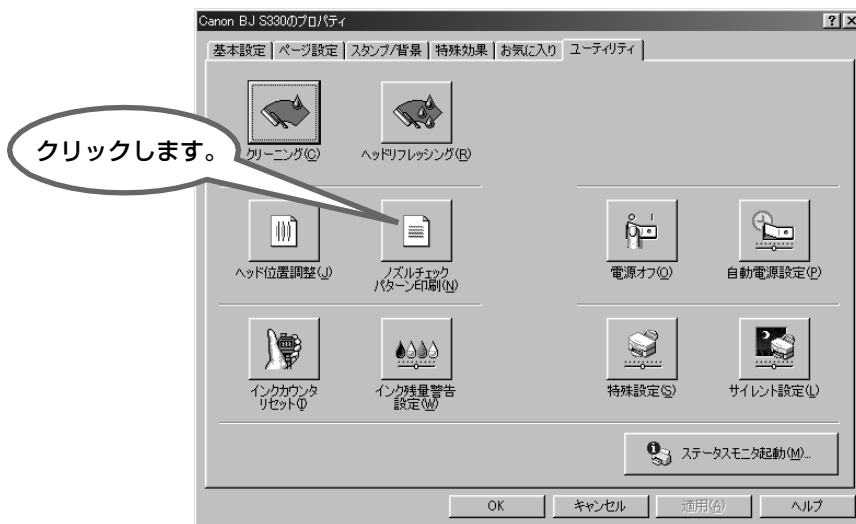 Canon BJ S330のプロパティ
基本設定 ページ設定 スタンプ/背景 特殊効果 お気に入り ユーティリティ
クリックします。
クリーニング(C) ヘッドリフレッシング(R)
ヘッド位置調整(J) ノズルチェック
パターン印刷(N) 電源オフ(O) 自動電源設定(P)
インクカウンタ
リセット(I) インク残量警告
設定(W) 特殊設定(S) サイレント設定(L)
ステータスモニタ起動(M)...
OK キャンセル 適用(A) ヘルプ